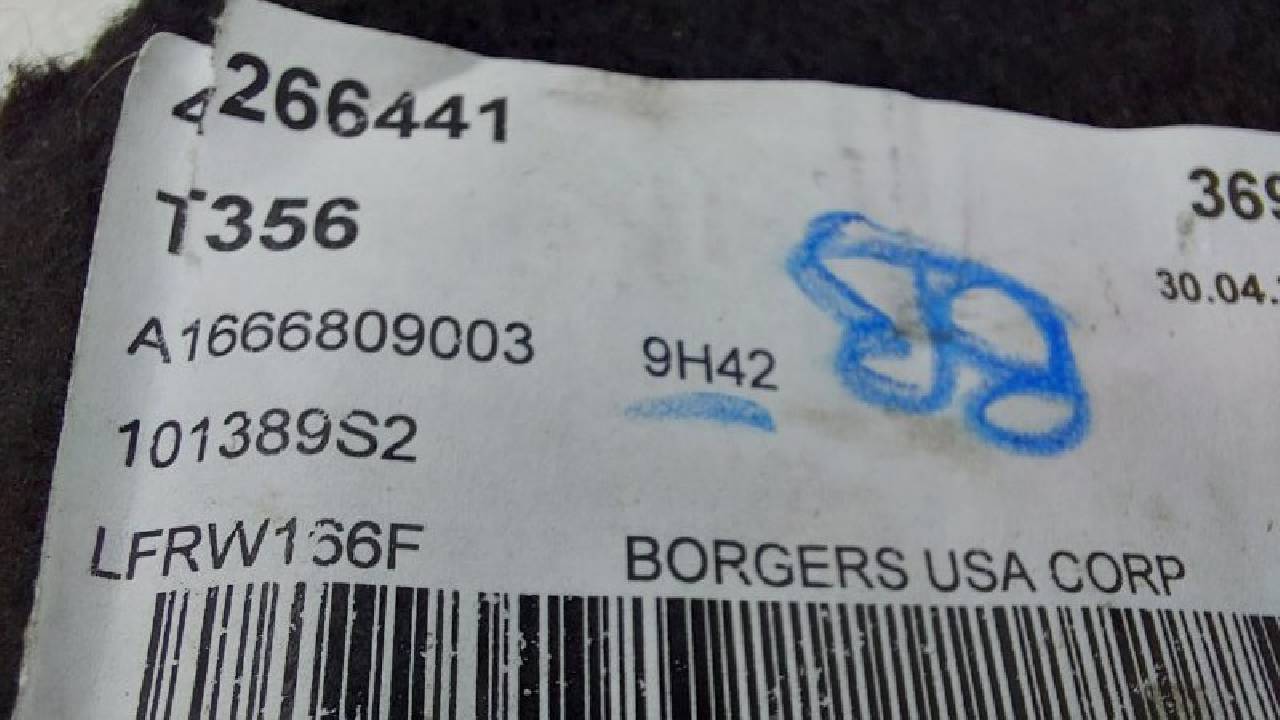 4266441
369
T356
30.04.
A1666809003
9H42
101389S2
LFRW166F
BORGERS USA CORP